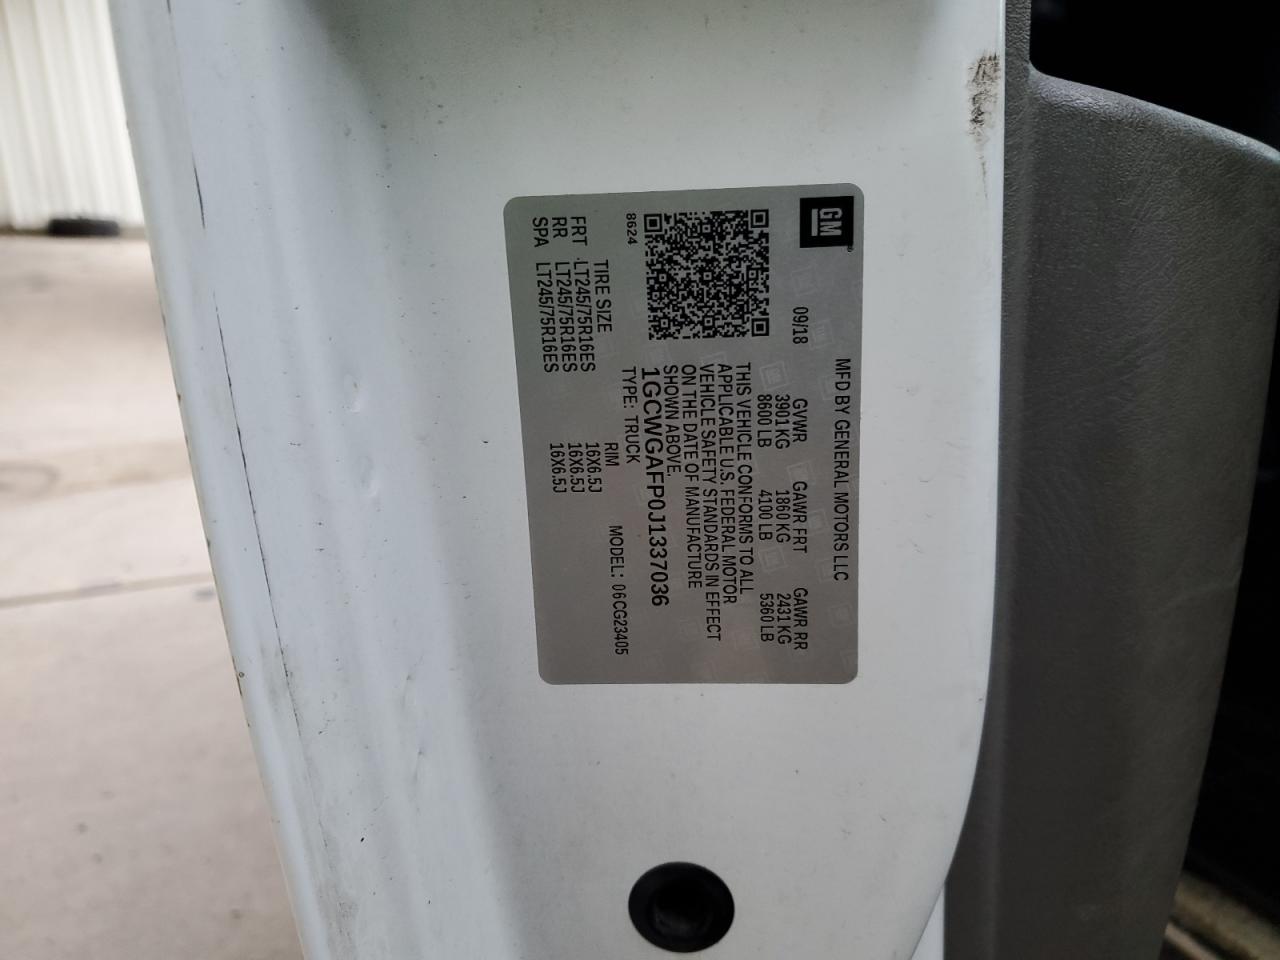 GM
MFD BY GENERAL MOTORS LLC
09/18 GVWR GAWR FRT GAWR RR
3901 KG 1860 KG 2431 KG
8600 LB 4100 LB 5360 LB
THIS VEHICLE CONFORMS TO ALL
APPLICABLE U.S. FEDERAL MOTOR
VEHICLE SAFETY STANDARDS IN EFFECT
ON THE DATE OF MANUFACTURE
SHOWN ABOVE.
1GCWGAFP0J1337036
8624 TYPE: TRUCK MODEL: 06CG23405
TIRE SIZE RIM
FRT LT245/75R16ES 16X6.5J
RR LT245/75R16ES 16X6.5J
SPA LT245/75R16ES 16X6.5J